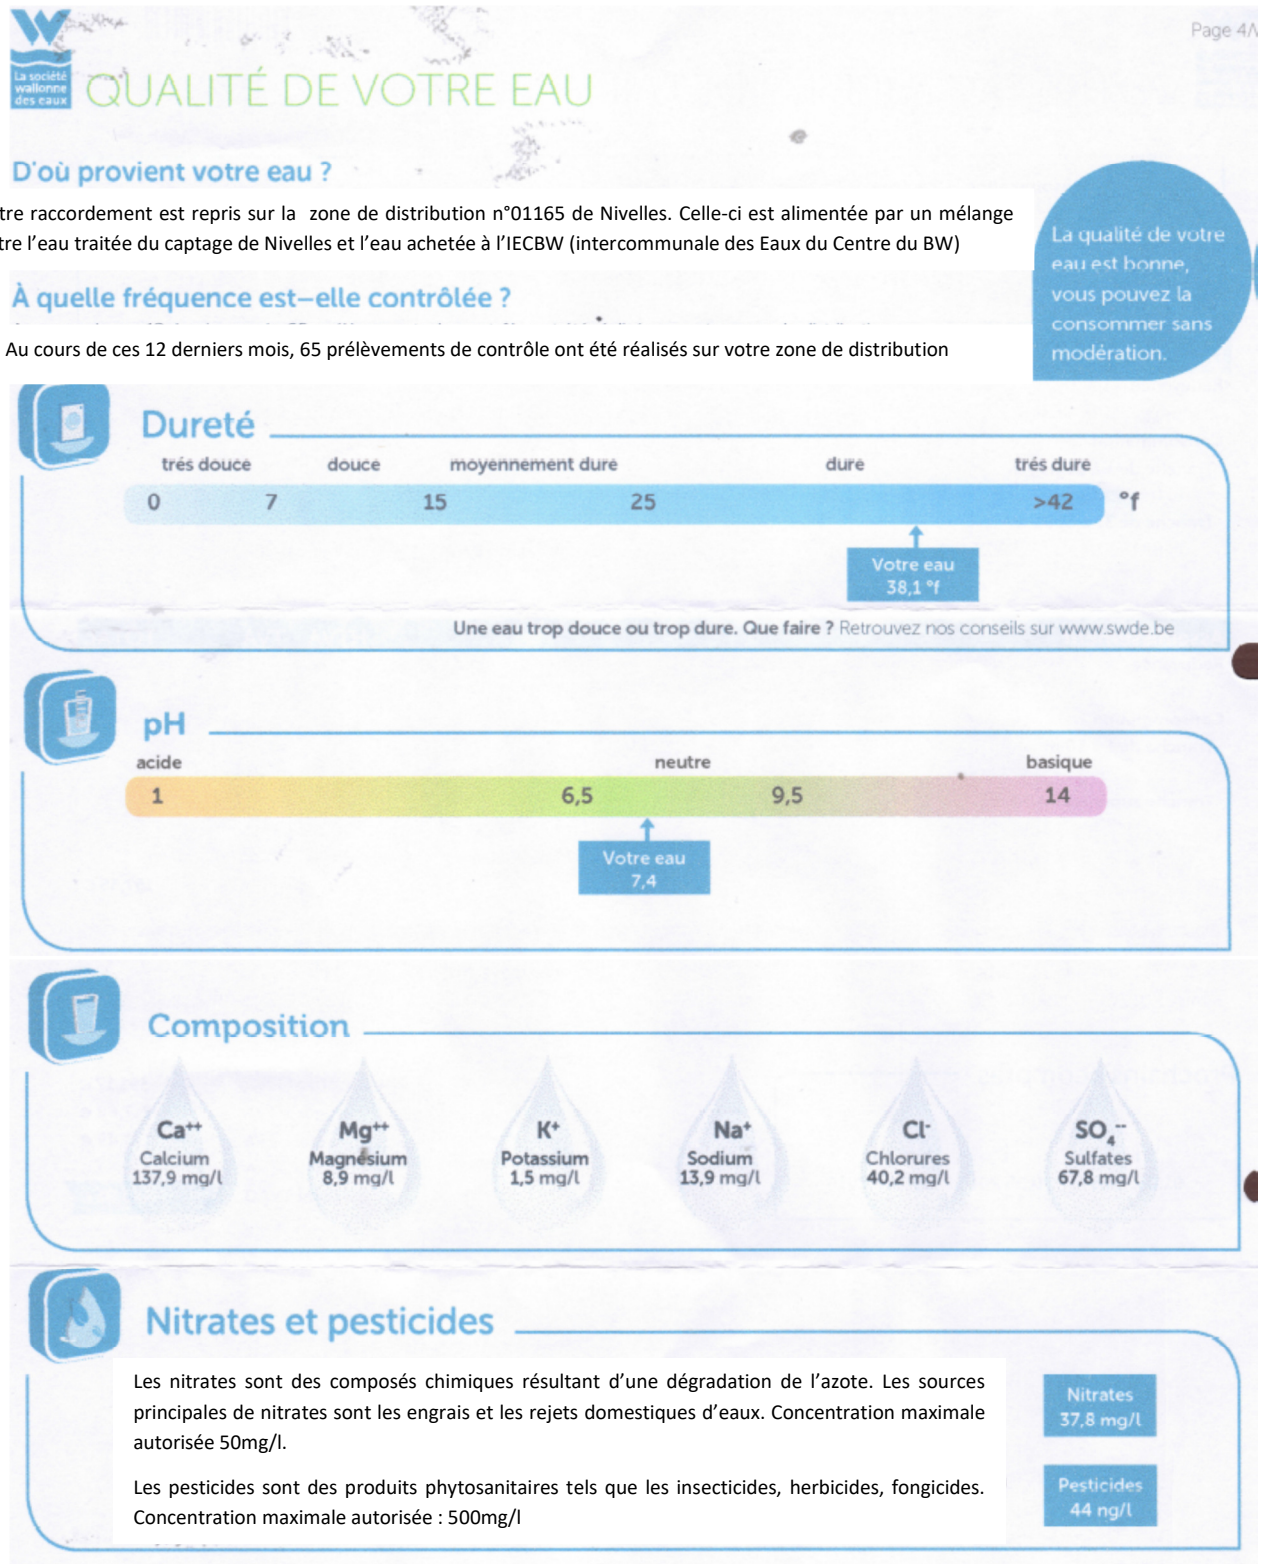 La société
wallonne
des eaux
Page 4/
QUALITÉ DE VOTRE EAU
D'où provient votre eau ?
tre raccordement est repris sur la zone de distribution n°01165 de Nivelles. Celle-ci est alimentée par un mélange
tre l'eau traitée du captage de Nivelles et l'eau achetée à l'IECBW (intercommunale des Eaux du Centre du BW)
La qualité de votre
eau est bonne,
vous pouvez la
consommer sans
modération.
À quelle fréquence est-elle contrôlée ?
Au cours de ces 12 derniers mois, 65 prélèvements de contrôle ont été réalisés sur votre zone de distribution
Dureté
trés douce douce moyennement dure dure trés dure
0 7 15 25 >42 °f
Votre eau
38,1 °f
Une eau trop douce ou trop dure. Que faire ? Retrouvez nos conseils sur www.swde.be
pH
acide neutre basique
1 6,5 9,5 14
Votre eau
7,4
Composition
Ca++ Mg++ K+ Na+ Cl- SO4--
Calcium Magnésium Potassium Sodium Chlorures Sulfates
137,9 mg/l 8,9 mg/l 1,5 mg/l 13,9 mg/l 40,2 mg/l 67,8 mg/l
Nitrates et pesticides
Les nitrates sont des composés chimiques résultant d'une dégradation de l'azote. Les sources
principales de nitrates sont les engrais et les rejets domestiques d'eaux. Concentration maximale
autorisée 50mg/l.
Nitrates
37,8 mg/l
Les pesticides sont des produits phytosanitaires tels que les insecticides, herbicides, fongicides.
Concentration maximale autorisée : 500mg/l
Pesticides
44 ng/l